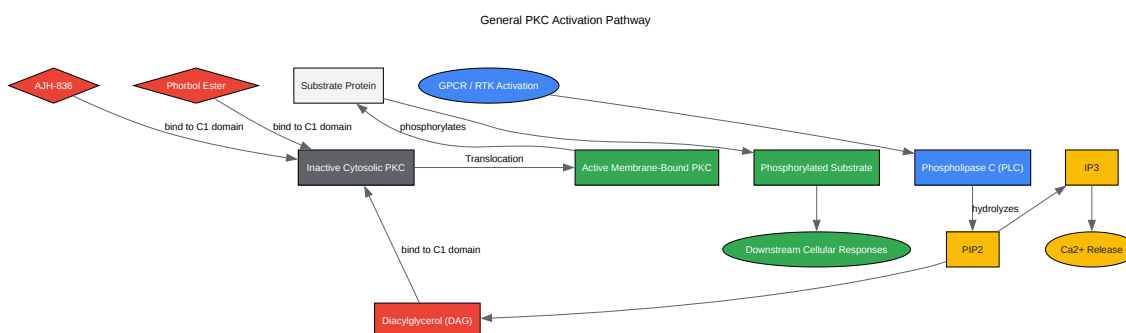 General PKC Activation Pathway
AJH-836
Phorbol Ester
Substrate Protein
GPCR / RTK Activation
bind to C1 domain
bind to C1 domain
phosphorylates
Inactive Cytosolic PKC
Translocation
Active Membrane-Bound PKC
Phosphorylated Substrate
Phospholipase C (PLC)
IP3
hydrolyzes
bind to C1 domain
Downstream Cellular Responses
PIP2
Ca2+ Release
Diacylglycerol (DAG)